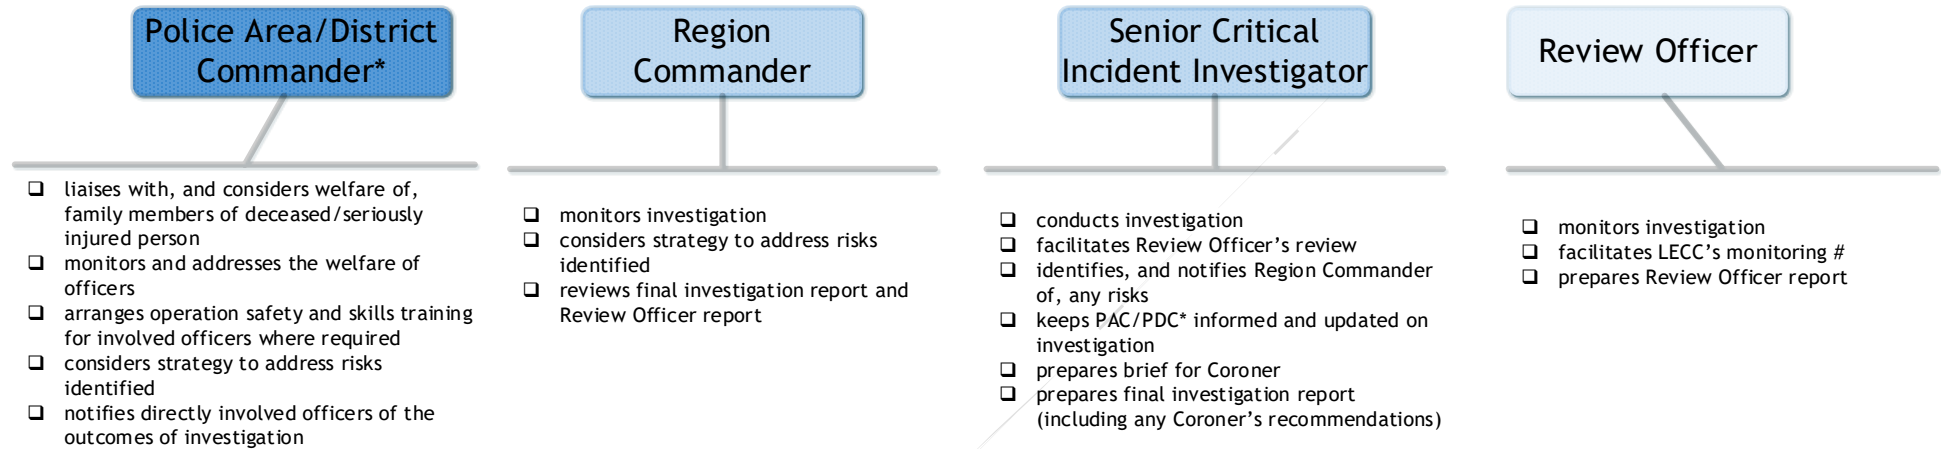 Police Area/District
Commander*
❑ liaises with, and considers welfare of,
family members of deceased/seriously
injured person
❑ monitors and addresses the welfare of
officers
❑ arranges operation safety and skills training
for involved officers where required
❑ considers strategy to address risks
identified
❑ notifies directly involved officers of the
outcomes of investigation
Region
Commander
❑ monitors investigation
❑ considers strategy to address risks
identified
❑ reviews final investigation report and
Review Officer report
Senior Critical
Incident Investigator
❑ conducts investigation
❑ facilitates Review Officer’s review
❑ identifies, and notifies Region Commander
of, any risks
❑ keeps PAC/PDC* informed and updated on
investigation
❑ prepares brief for Coroner
❑ prepares final investigation report
(including any Coroner’s recommendations)
Review Officer
❑ monitors investigation
❑ facilitates LECC’s monitoring #
❑ prepares Review Officer report